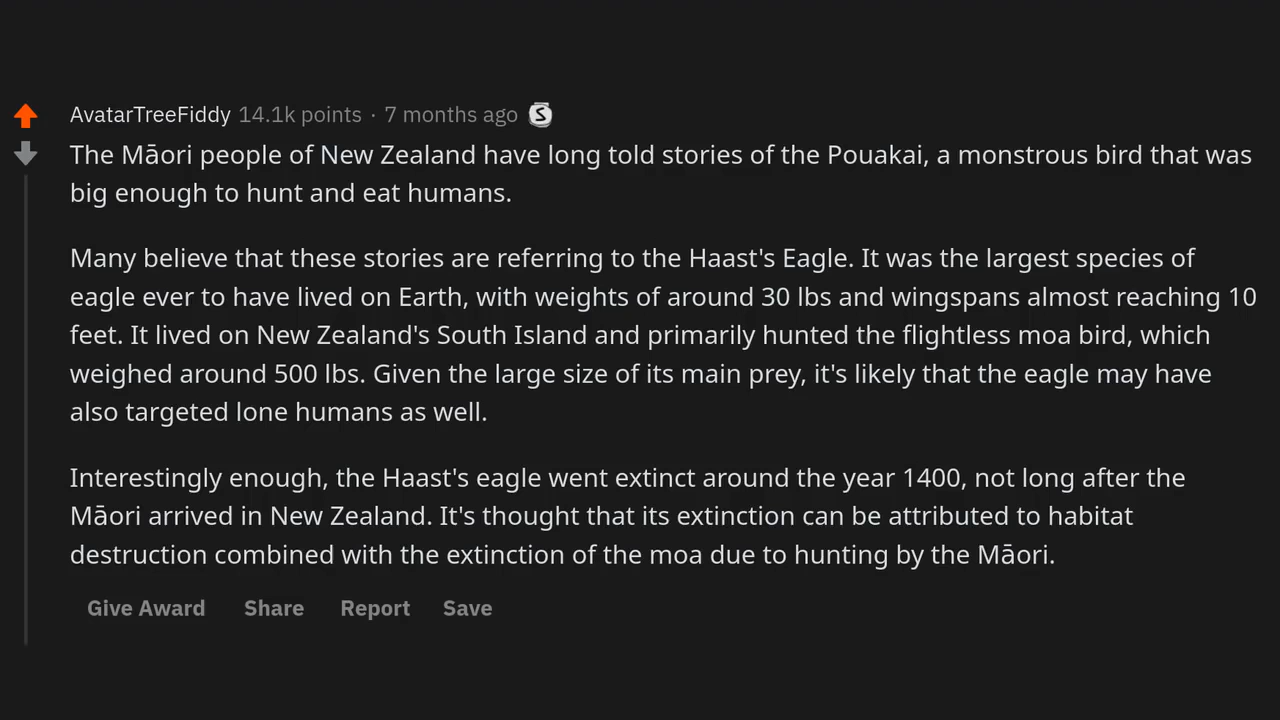 AvatarTreeFiddy 14.1k points · 7 months ago S
The Māori people of New Zealand have long told stories of the Pouakai, a monstrous bird that was
big enough to hunt and eat humans.
Many believe that these stories are referring to the Haast's Eagle. It was the largest species of
eagle ever to have lived on Earth, with weights of around 30 lbs and wingspans almost reaching 10
feet. It lived on New Zealand's South Island and primarily hunted the flightless moa bird, which
weighed around 500 lbs. Given the large size of its main prey, it's likely that the eagle may have
also targeted lone humans as well.
Interestingly enough, the Haast's eagle went extinct around the year 1400, not long after the
Māori arrived in New Zealand. It's thought that its extinction can be attributed to habitat
destruction combined with the extinction of the moa due to hunting by the Māori.
Give Award Share Report Save